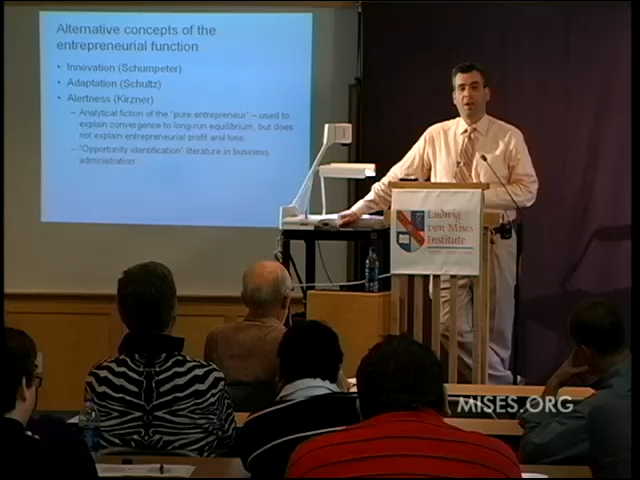 Alternative concepts of the
entrepreneurial function
• Innovation (Schumpeter)
• Adaptation (Schultz)
• Alertness (Kirzner)
– Analytical fiction of the "pure entrepreneur" – used to
explain convergence to long-run equilibrium, but does
not explain entrepreneurial profit and loss.
– "Opportunity identification" literature in business
administration
Ludwig
von Mises
Institute
MISES.ORG